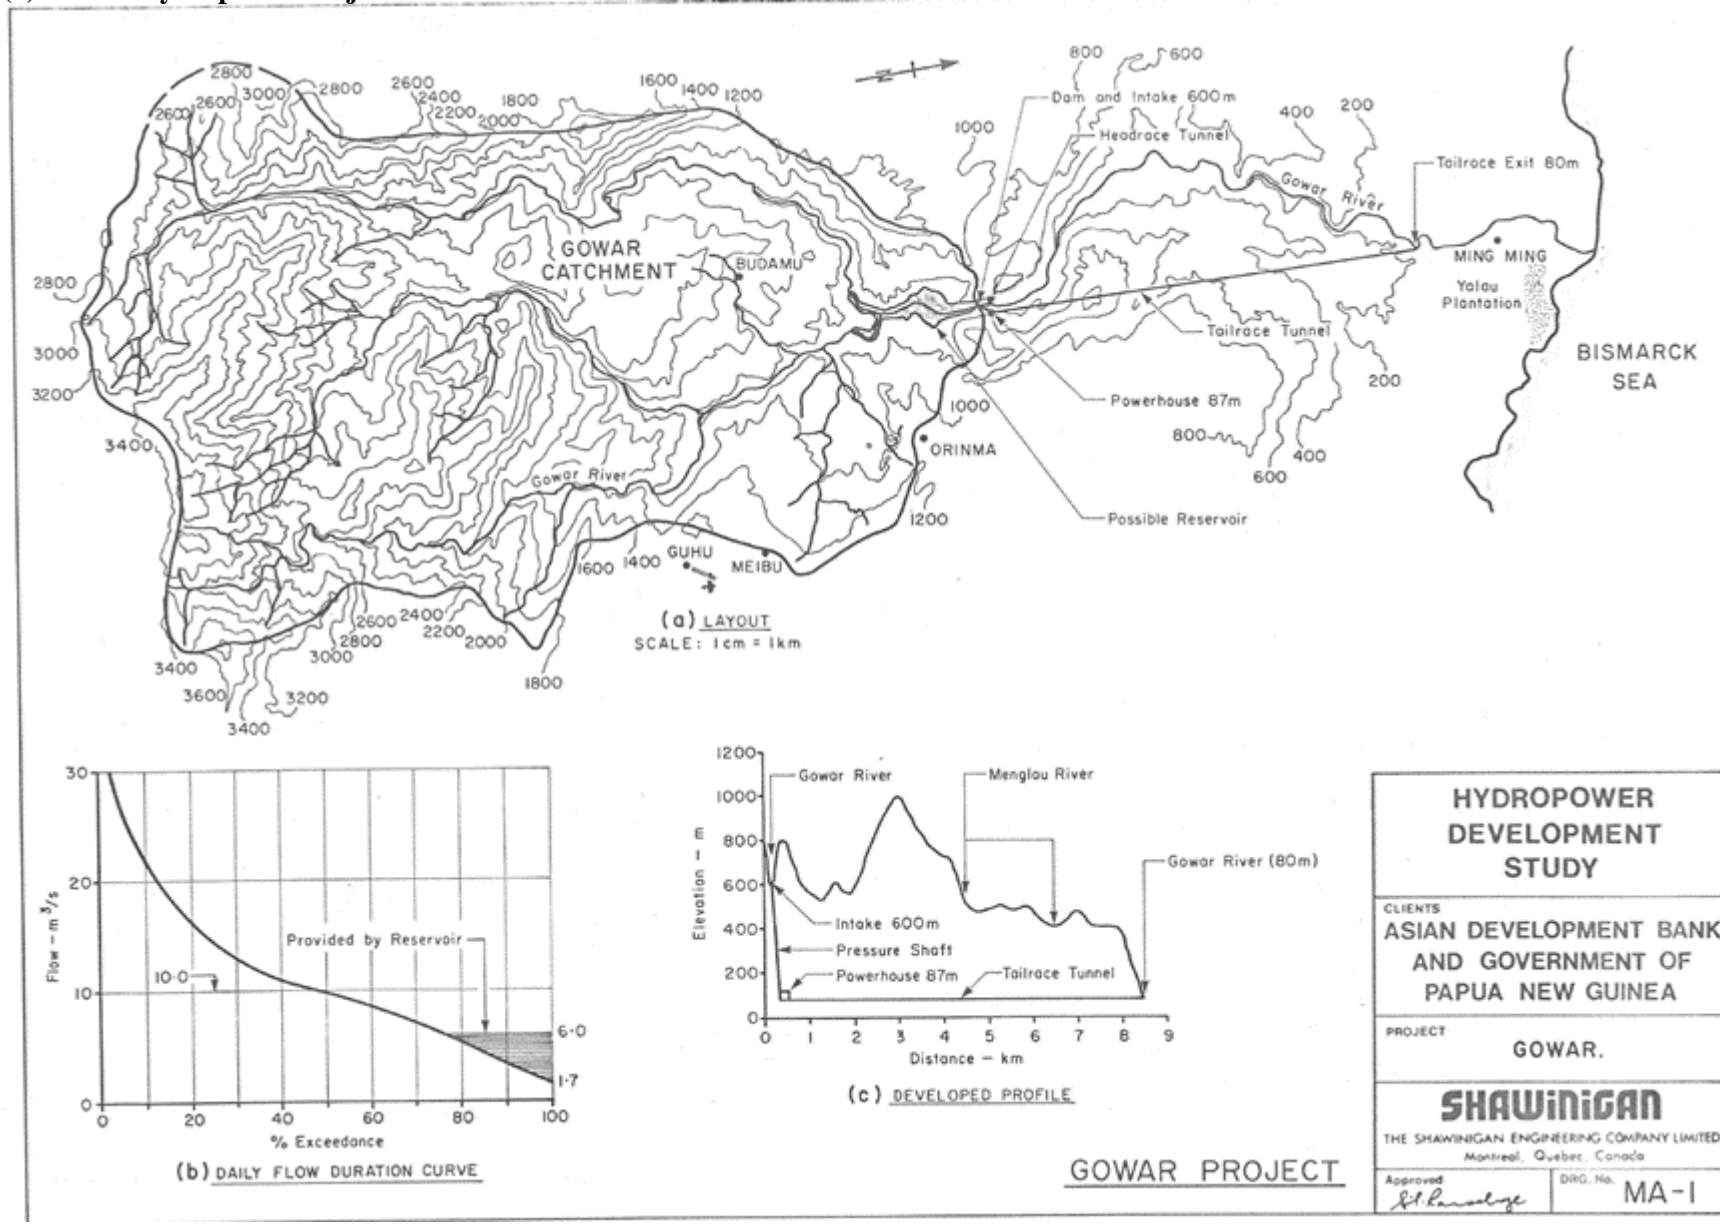 2800
2600
2600
3000
2800
2600
2400
2200
2000
1800
1600
1400
1200
N
800
600
Dam and Intake 600m
1000
Headrace Tunnel
400
200
Tailrace Exit 80m
Gowar River
GOWAR
CATCHMENT
BUDAMU
MING MING
Yalau
Plantation
2800
3000
3200
3400
Tailrace Tunnel
200
BISMARCK
SEA
Powerhouse 87m
1000
ORINMA
800
400
600
Gowar River
Possible Reservoir
1200
GUHU
MEIBU
1600
1400
(a) LAYOUT
SCALE: 1cm = 1km
2600
2400
2800
2200
2000
3000
3400
1800
3600
3200
3400
30
20
10
0
Flow - m³/s
Provided by Reservoir
10·0
6·0
1·7
0
20
40
60
80
100
% Exceedance
(b) DAILY FLOW DURATION CURVE
1200
1000
800
600
400
200
0
Elevation - m
Gowar River
Menglou River
Gowar River (80m)
Intake 600m
Pressure Shaft
Powerhouse 87m
Tailrace Tunnel
0 1 2 3 4 5 6 7 8 9
Distance - km
(c) DEVELOPED PROFILE
GOWAR PROJECT
HYDROPOWER
DEVELOPMENT
STUDY
CLIENTS
ASIAN DEVELOPMENT BANK
AND GOVERNMENT OF
PAPUA NEW GUINEA
PROJECT
GOWAR.
SHAWiNiGAN
THE SHAWINIGAN ENGINEERING COMPANY LIMITED
Montreal, Quebec, Canada
Approved
DRG. No. MA-1